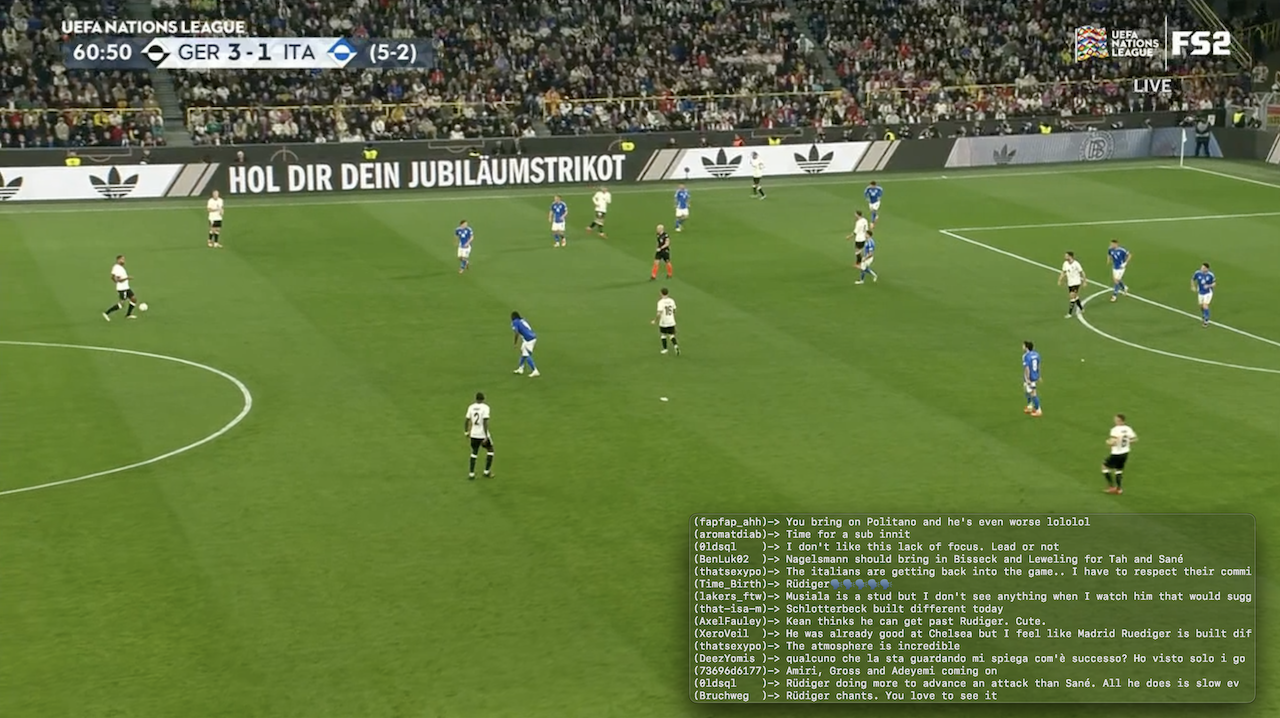 UEFA NATIONS LEAGUE
60:50 GER 3-1 ITA (5-2)
UEFA NATIONS LEAGUE FS2
LIVE
HOL DIR DEIN JUBILÄUMSTRIKOT
16
2
(fapfap_ahh)-> You bring on Politano and he's even worse lololol
(aromatdiab)-> Time for a sub innit
(0ldsql    )-> I don't like this lack of focus. Lead or not
(BenLuk02  )-> Nagelsmann should bring in Bisseck and Leweling for Tah and Sané
(thatsexypo)-> The italians are getting back into the game.. I have to respect their commi
(Time_Birth)-> Rüdiger🗣🗣🗣🗣🗣
(lakers_ftw)-> Musiala is a stud but I don't see anything when I watch him that would sugg
(that-isa-m)-> Schlotterbeck built different today
(AxelFauley)-> Kean thinks he can get past Rudiger. Cute.
(XeroVeil  )-> He was already good at Chelsea but I feel like Madrid Ruediger is built dif
(thatsexypo)-> The atmosphere is incredible
(DeezYomis )-> qualcuno che la sta guardando mi spiega com'è successo? Ho visto solo i go
(73696d6177)-> Amiri, Gross and Adeyemi coming on
(0ldsql    )-> Rüdiger doing more to advance an attack than Sané. All he does is slow ev
(Bruchweg  )-> Rüdiger chants. You love to see it